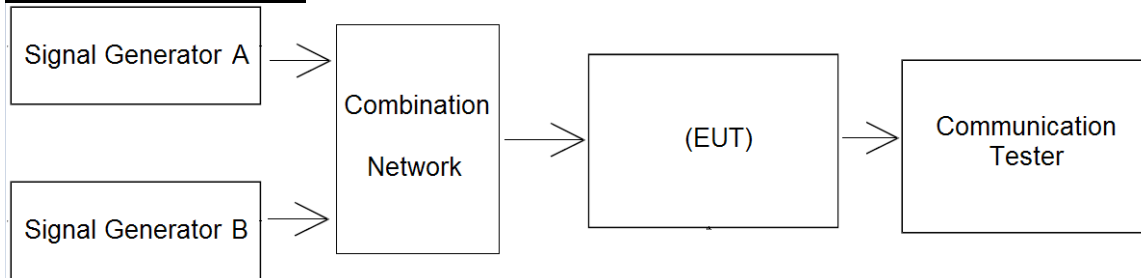 Signal Generator A
Combination
Network
(EUT)
Communication
Tester
Signal Generator B